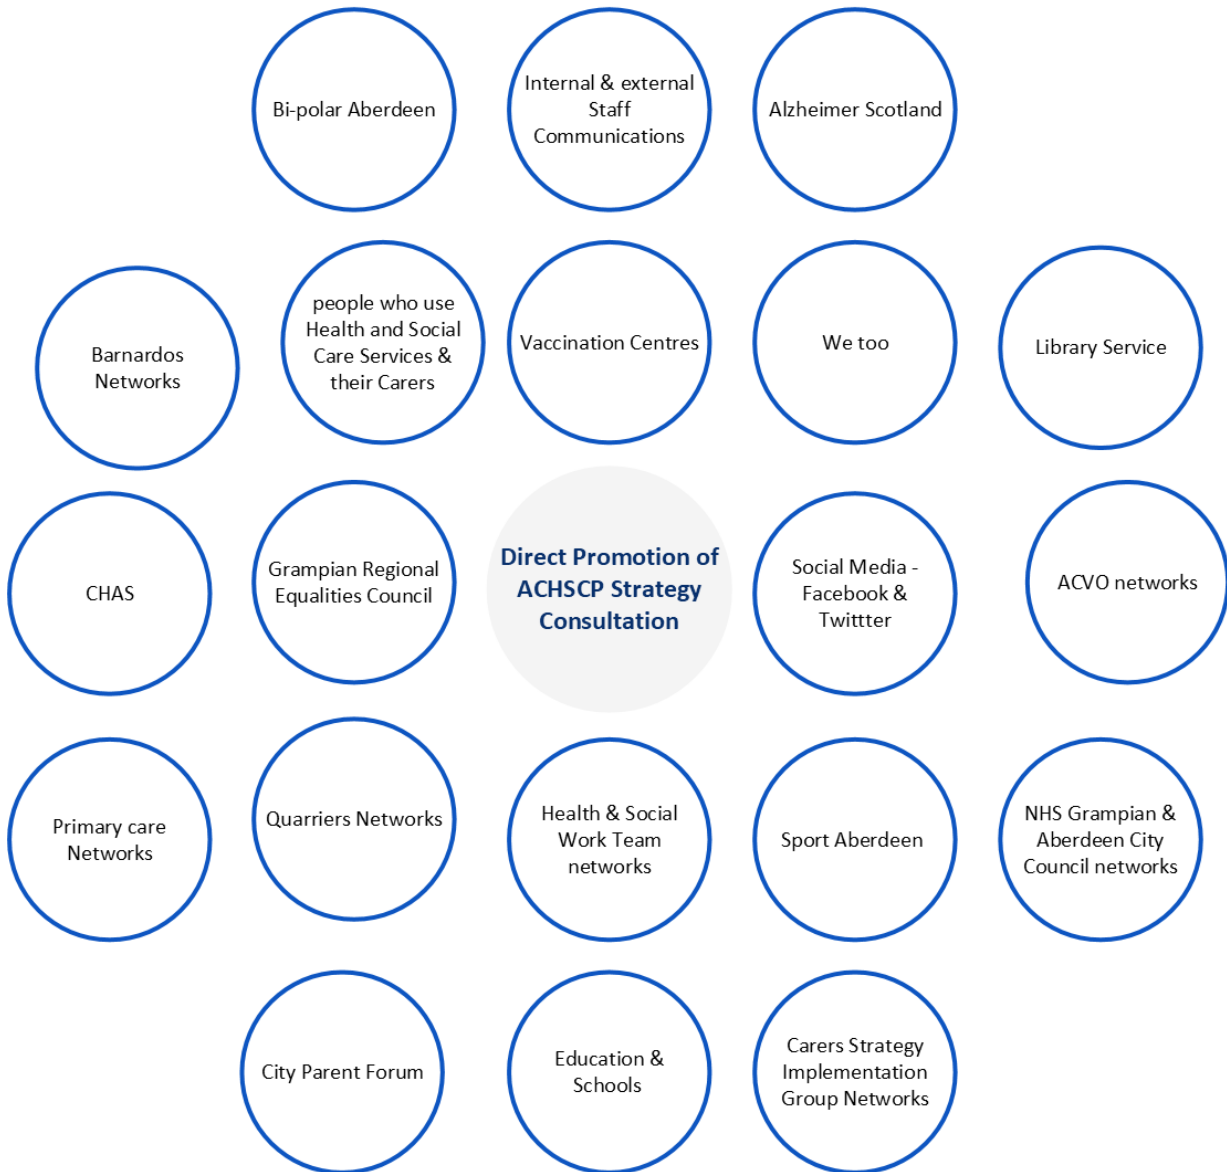 Bi-polar Aberdeen
Internal & external
Staff
Communications
Alzheimer Scotland
Barnardos
Networks
people who use
Health and Social
Care Services &
their Carers
Vaccination Centres
We too
Library Service
CHAS
Grampian Regional
Equalities Council
Direct Promotion of
ACHSCP Strategy
Consultation
Social Media -
Facebook &
Twittter
ACVO networks
Primary care
Networks
Quarriers Networks
Health & Social
Work Team
networks
Sport Aberdeen
NHS Grampian &
Aberdeen City
Council networks
City Parent Forum
Education &
Schools
Carers Strategy
Implementation
Group Networks